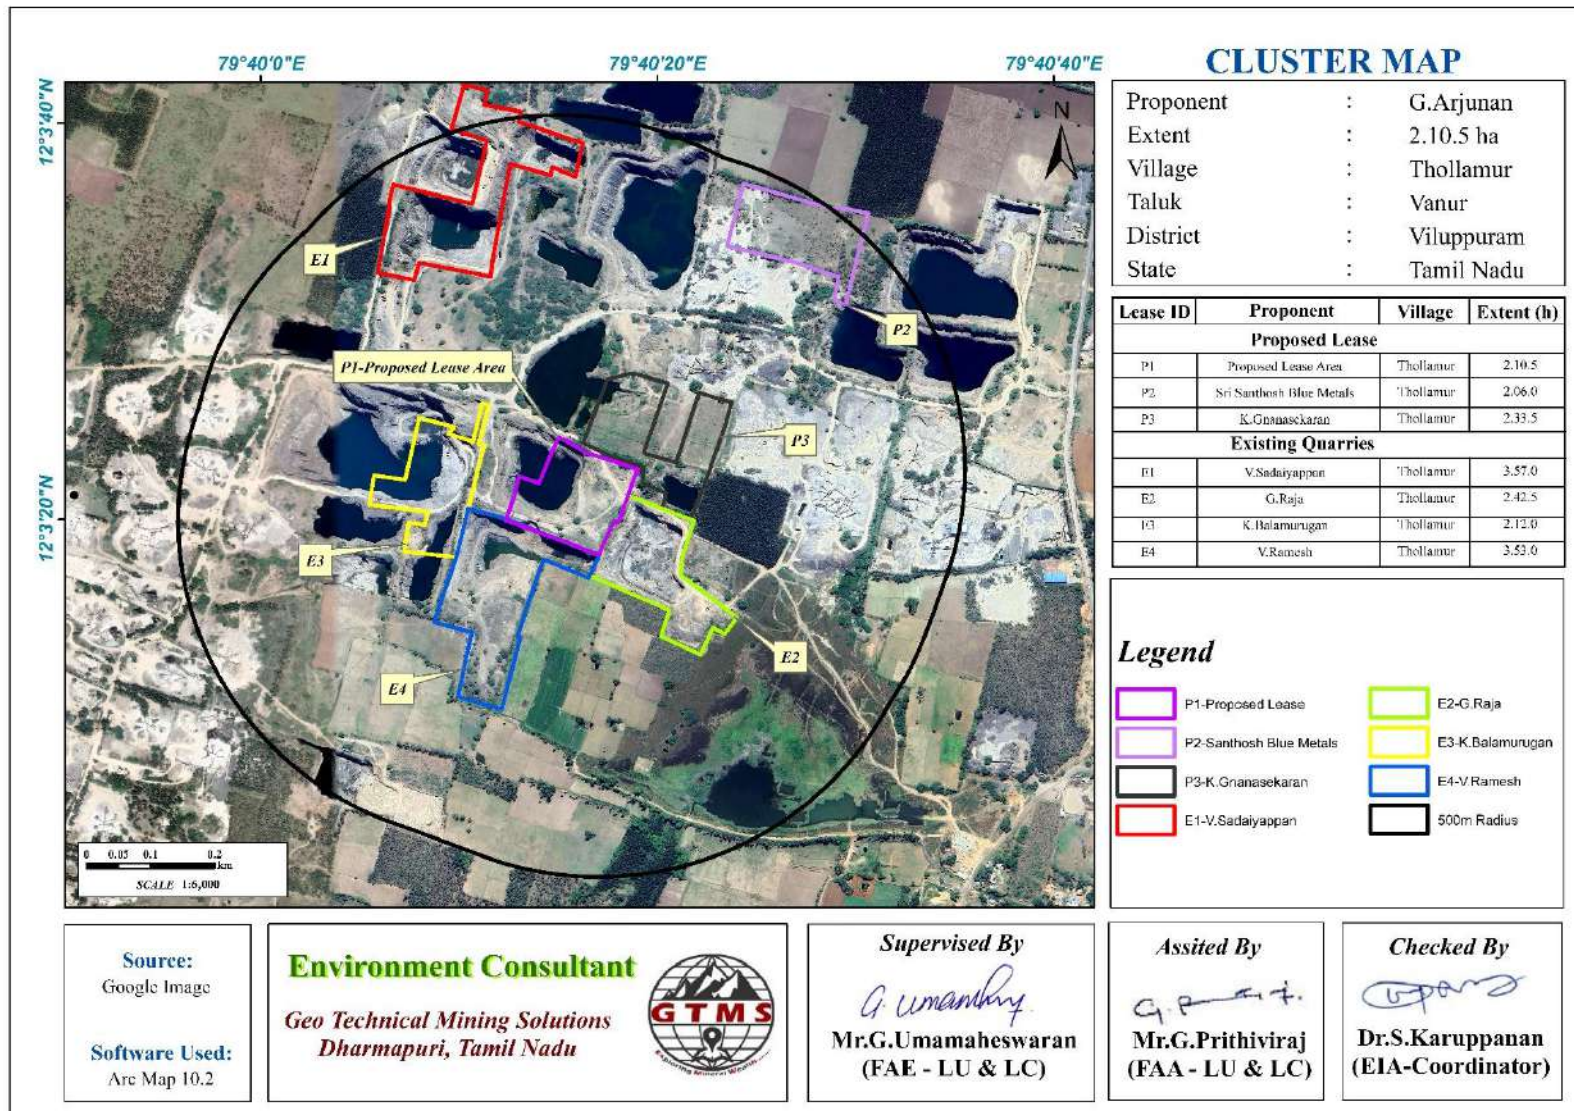 79°40'0"E
79°40'20"E
79°40'40"E
12°3'40"N
12°3'20"N
N
E1
P2
P1-Proposed Lease Area
P3
E3
E2
E4
0 0.05 0.1 0.2
km
SCALE 1:6,000
CLUSTER MAP
Proponent : G.Arjunan
Extent : 2.10.5 ha
Village : Thollamur
Taluk : Vanur
District : Viluppuram
State : Tamil Nadu
Lease ID Proponent Village Extent (h)
Proposed Lease
P1 Proposed Lease Area Thollamur 2.10.5
P2 Sri Santhosh Blue Metals Thollamur 2.06.0
P3 K.Gnanasekaran Thollamur 2.33.5
Existing Quarries
E1 V.Sadaiyappan Thollamur 3.57.0
E2 G.Raja Thollamur 2.42.5
E3 K.Balamurugan Thollamur 2.12.0
E4 V.Ramesh Thollamur 3.53.0
Legend
P1-Proposed Lease
P2-Santhosh Blue Metals
P3-K.Gnanasekaran
E1-V.Sadaiyappan
E2-G.Raja
E3-K.Balamurugan
E4-V.Ramesh
500m Radius
Source:
Google Image
Software Used:
Arc Map 10.2
Environment Consultant
Geo Technical Mining Solutions
Dharmapuri, Tamil Nadu
GTMS
Exploring Mineral Wealth......
Supervised By
G. Umamhry.
Mr.G.Umamaheswaran
(FAE - LU & LC)
Assited By
Mr.G.Prithiviraj
(FAA - LU & LC)
Checked By
Dr.S.Karuppanan
(EIA-Coordinator)